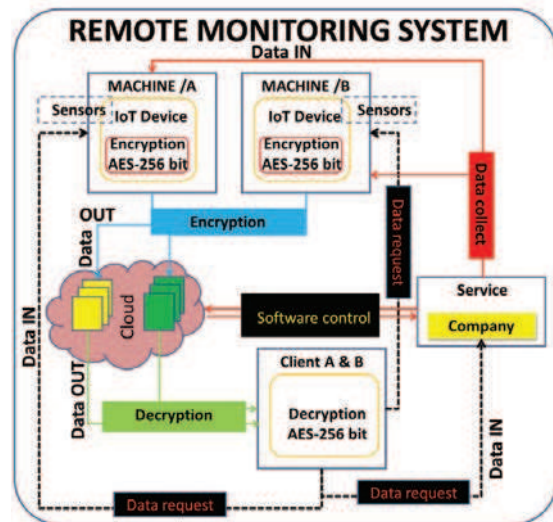 REMOTE MONITORING SYSTEM
Data IN
MACHINE /A
MACHINE /B
Sensors
Sensors
IoT Device
IoT Device
Encryption
AES-256 bit
Encryption
AES-256 bit
Data OUT
Encryption
Data request
Data collect
Cloud
Software control
Service
Company
Data IN
Data OUT
Decryption
Client A & B
Decryption
AES-256 bit
Data IN
Data request
Data request